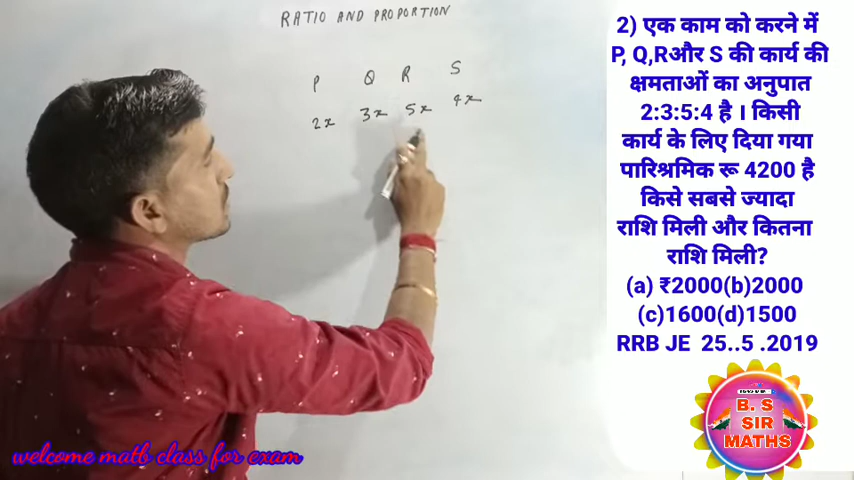 RATIO AND PROPORTION
P Q R S
2x 3x 5x 4x
2) एक काम को करने में
P, Q,Rऔर S की कार्य की
क्षमताओं का अनुपात
2:3:5:4 है । किसी
कार्य के लिए दिया गया
पारिश्रमिक रू 4200 है
किसे सबसे ज्यादा
राशि मिली और कितना
राशि मिली?
(a) ₹2000(b)2000
(c)1600(d)1500
RRB JE 25..5 .2019
B. S
SIR
MATHS
welcome matb class for exam